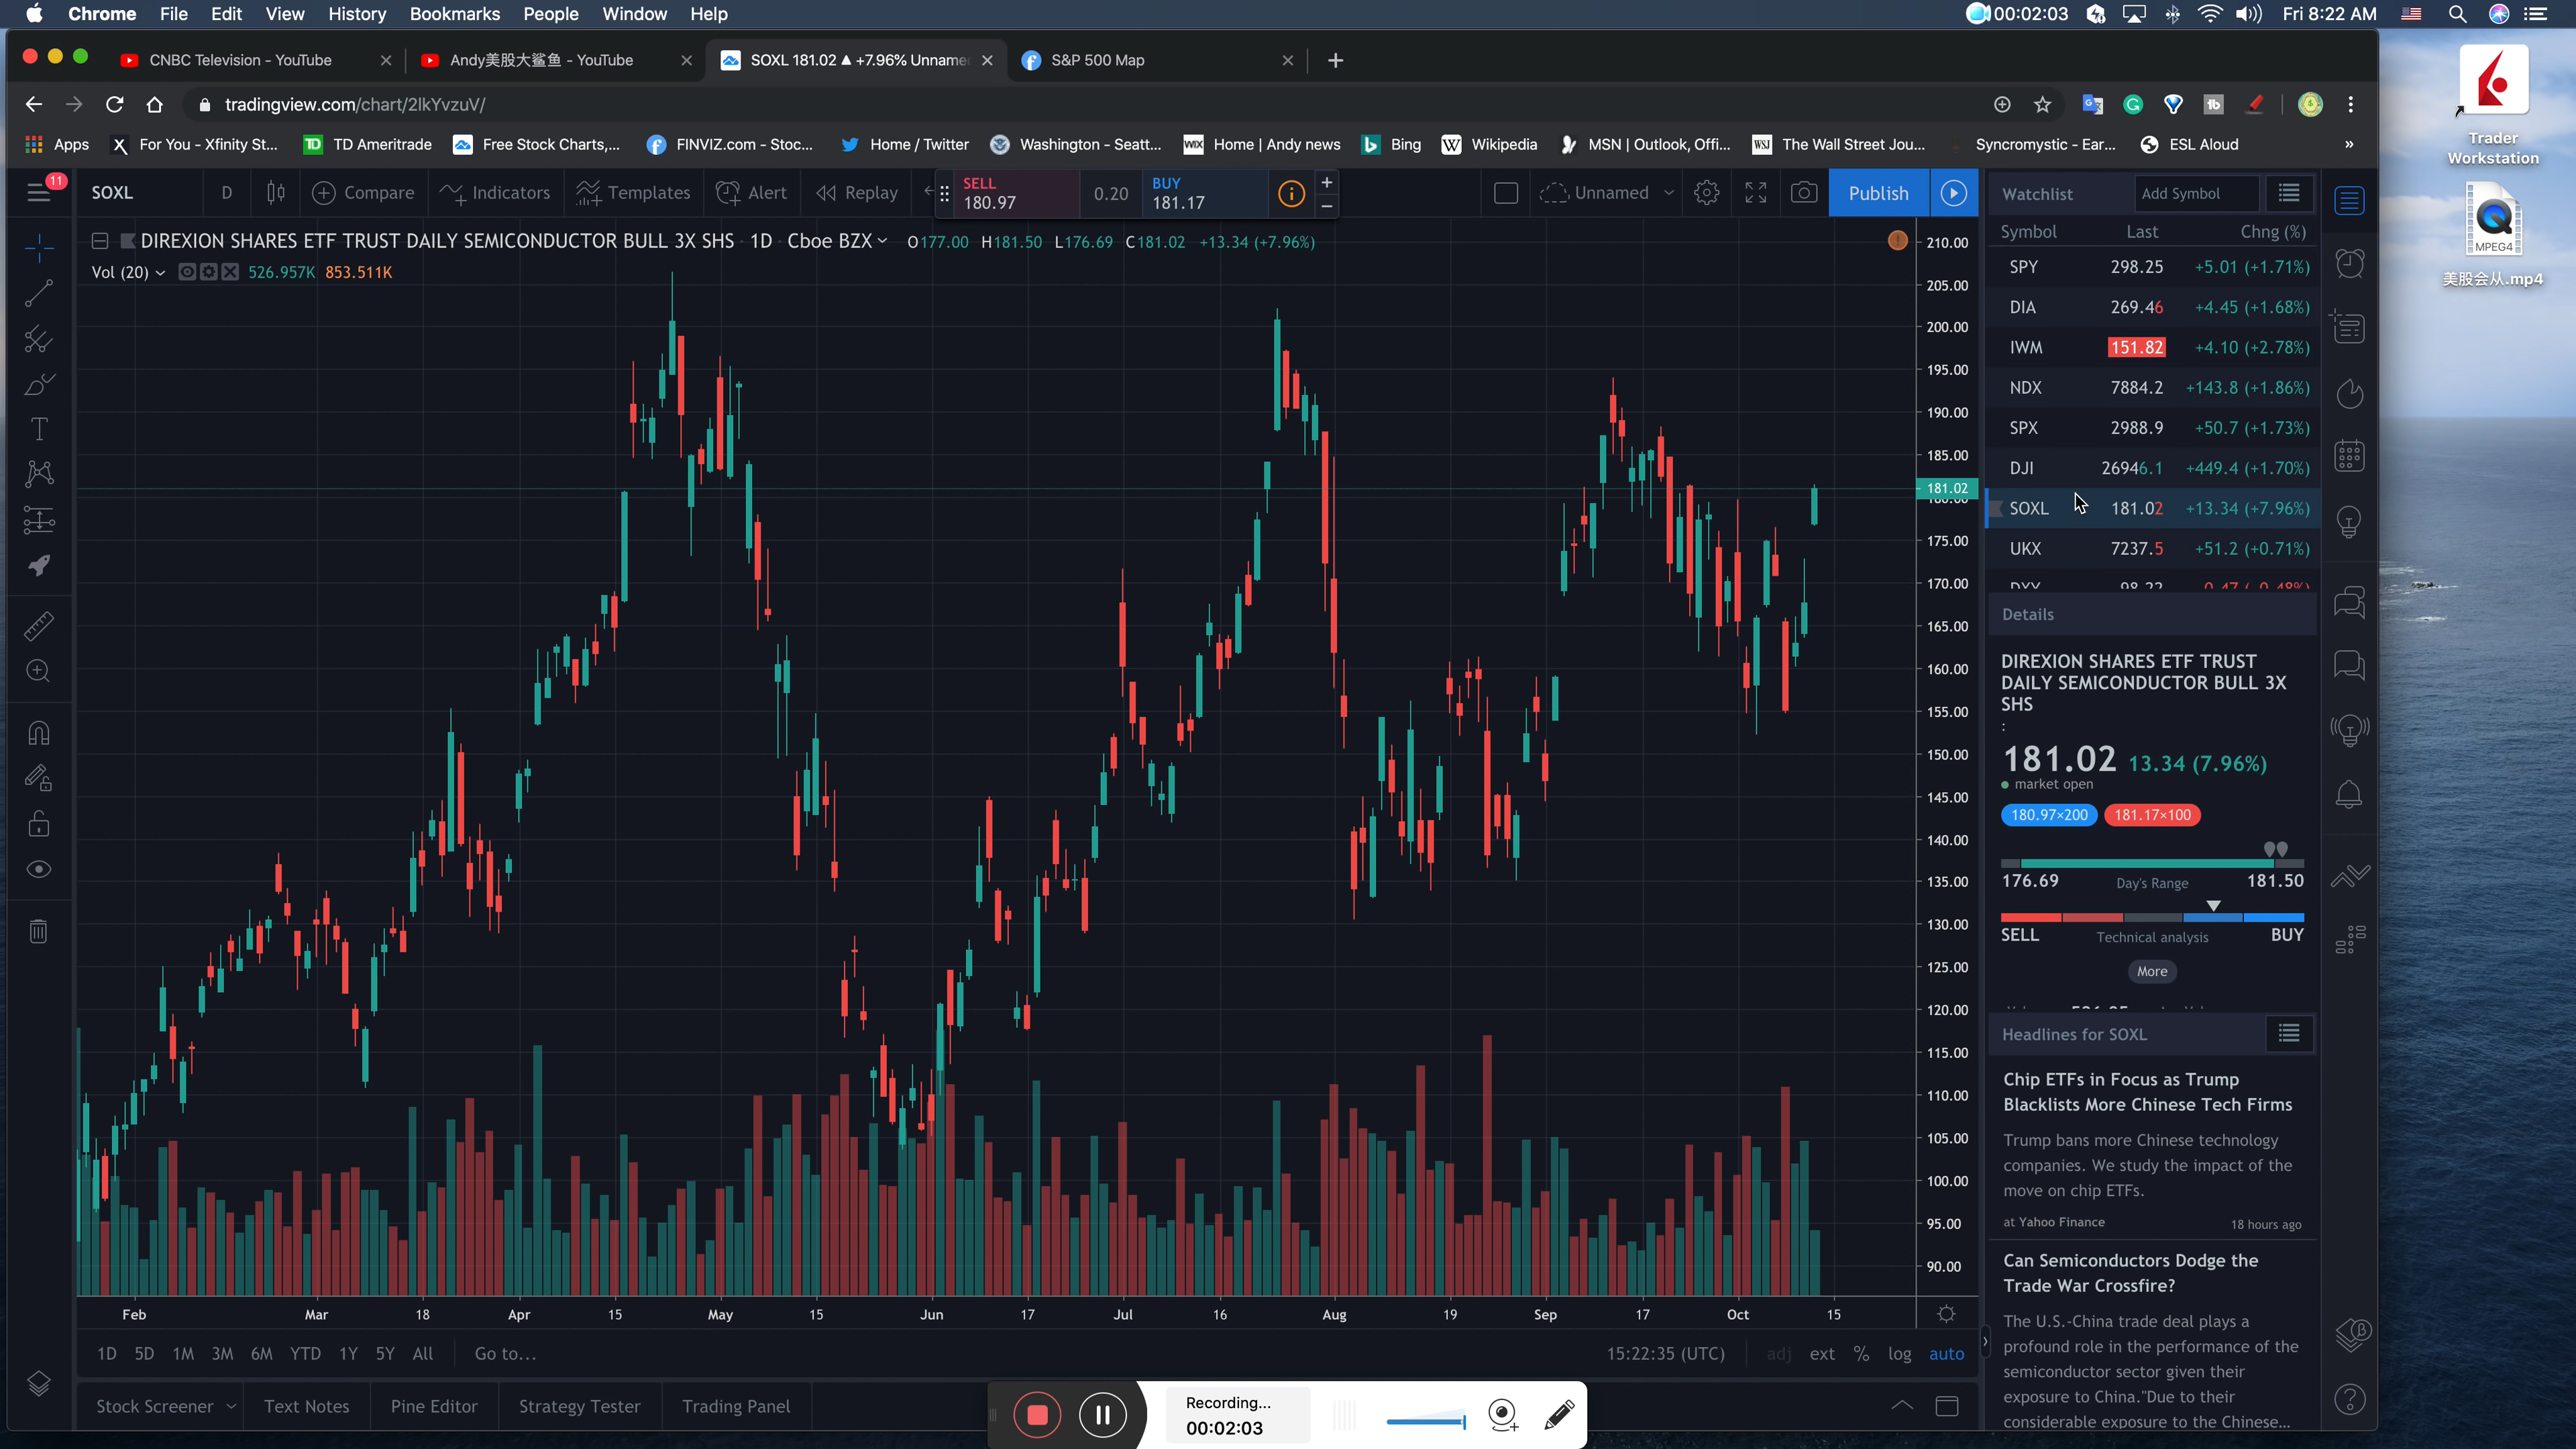 Chrome File Edit View History Bookmarks People Window Help 00:02:03 Fri 8:22 AM
CNBC Television - YouTube Andy美股大鲨鱼 - YouTube SOXL 181.02 ▲ +7.96% Unname S&P 500 Map
tradingview.com/chart/2lkYvzuV/
Apps For You - Xfinity St... TD Ameritrade Free Stock Charts,... FINVIZ.com - Stoc... Home / Twitter Washington - Seatt... Home | Andy news Bing Wikipedia MSN | Outlook, Offi... The Wall Street Jou... Syncromystic - Ear... ESL Aloud »
11
SOXL D Compare Indicators Templates Alert Replay
SELL
180.97
0.20
BUY
181.17
Unnamed Publish
DIREXION SHARES ETF TRUST DAILY SEMICONDUCTOR BULL 3X SHS 1D Cboe BZX O177.00 H181.50 L176.69 C181.02 +13.34 (+7.96%)
Vol (20) 526.957K 853.511K
210.00
205.00
200.00
195.00
190.00
185.00
181.02
175.00
170.00
165.00
160.00
155.00
150.00
145.00
140.00
135.00
130.00
125.00
120.00
115.00
110.00
105.00
100.00
95.00
90.00
Feb Mar 18 Apr 15 May 15 Jun 17 Jul 16 Aug 19 Sep 17 Oct 15
1D 5D 1M 3M 6M YTD 1Y 5Y All Go to... 15:22:35 (UTC) adj ext % log auto
Stock Screener Text Notes Pine Editor Strategy Tester Trading Panel
Recording...
00:02:03
Watchlist Add Symbol
Symbol Last Chng (%)
SPY 298.25 +5.01 (+1.71%)
DIA 269.46 +4.45 (+1.68%)
IWM 151.82 +4.10 (+2.78%)
NDX 7884.2 +143.8 (+1.86%)
SPX 2988.9 +50.7 (+1.73%)
DJI 26946.1 +449.4 (+1.70%)
SOXL 181.02 +13.34 (+7.96%)
UKX 7237.5 +51.2 (+0.71%)
Details
DIREXION SHARES ETF TRUST
DAILY SEMICONDUCTOR BULL 3X
SHS
:
181.02 13.34 (7.96%)
market open
180.97×200 181.17×100
176.69 Day's Range 181.50
SELL Technical analysis BUY
More
Headlines for SOXL
Chip ETFs in Focus as Trump
Blacklists More Chinese Tech Firms
Trump bans more Chinese technology
companies. We study the impact of the
move on chip ETFs.
at Yahoo Finance 18 hours ago
Can Semiconductors Dodge the
Trade War Crossfire?
The U.S.-China trade deal plays a
profound role in the performance of the
semiconductor sector given their
exposure to China."Due to their
considerable exposure to the Chinese...
Trader
Workstation
MPEG4
美股会从.mp4